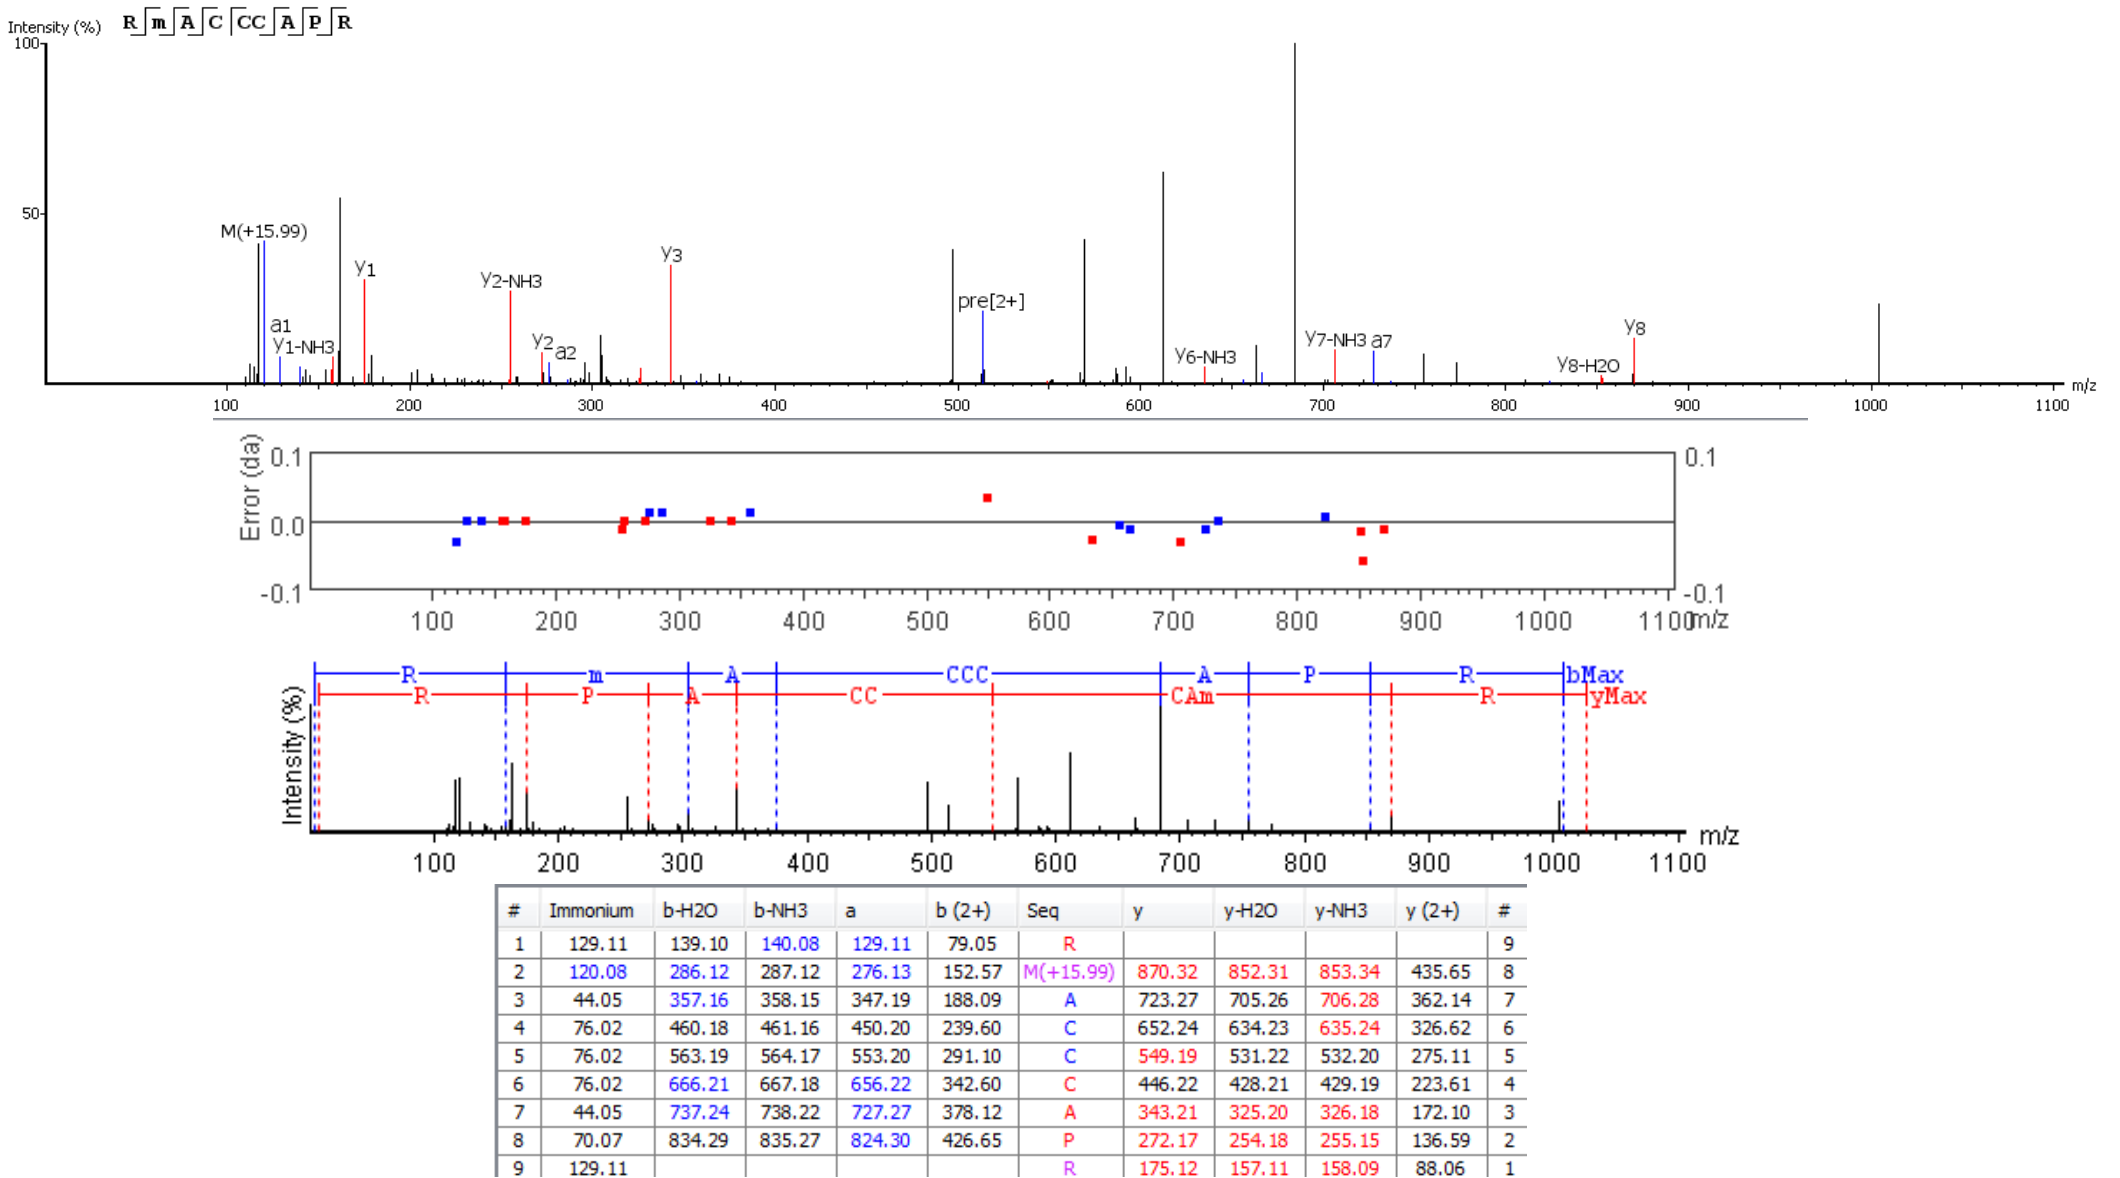 Intensity (%) R m A C CC A P R
100
50
M(+15.99)
a1
y1-NH3
y1
y2-NH3
y2
a2
y3
pre[2+]
y6-NH3
y7-NH3
a7
y8-H2O
y8
100 200 300 400 500 600 700 800 900 1000 1100
m/z
Error (da)
0.1 0.1
0.0
-0.1 -0.1
100 200 300 400 500 600 700 800 900 1000 1100 m/z
R m A CCC A P R bMax
R P A CC CAm R yMax
Intensity (%)
m/z
100 200 300 400 500 600 700 800 900 1000 1100
# Immonium b-H2O b-NH3 a b (2+) Seq y y-H2O y-NH3 y (2+) #
1 129.11 139.10 140.08 129.11 79.05 R 9
2 120.08 286.12 287.12 276.13 152.57 M(+15.99) 870.32 852.31 853.34 435.65 8
3 44.05 357.16 358.15 347.19 188.09 A 723.27 705.26 706.28 362.14 7
4 76.02 460.18 461.16 450.20 239.60 C 652.24 634.23 635.24 326.62 6
5 76.02 563.19 564.17 553.20 291.10 C 549.19 531.22 532.20 275.11 5
6 76.02 666.21 667.18 656.22 342.60 C 446.22 428.21 429.19 223.61 4
7 44.05 737.24 738.22 727.27 378.12 A 343.21 325.20 326.18 172.10 3
8 70.07 834.29 835.27 824.30 426.65 P 272.17 254.18 255.15 136.59 2
9 129.11 R 175.12 157.11 158.09 88.06 1